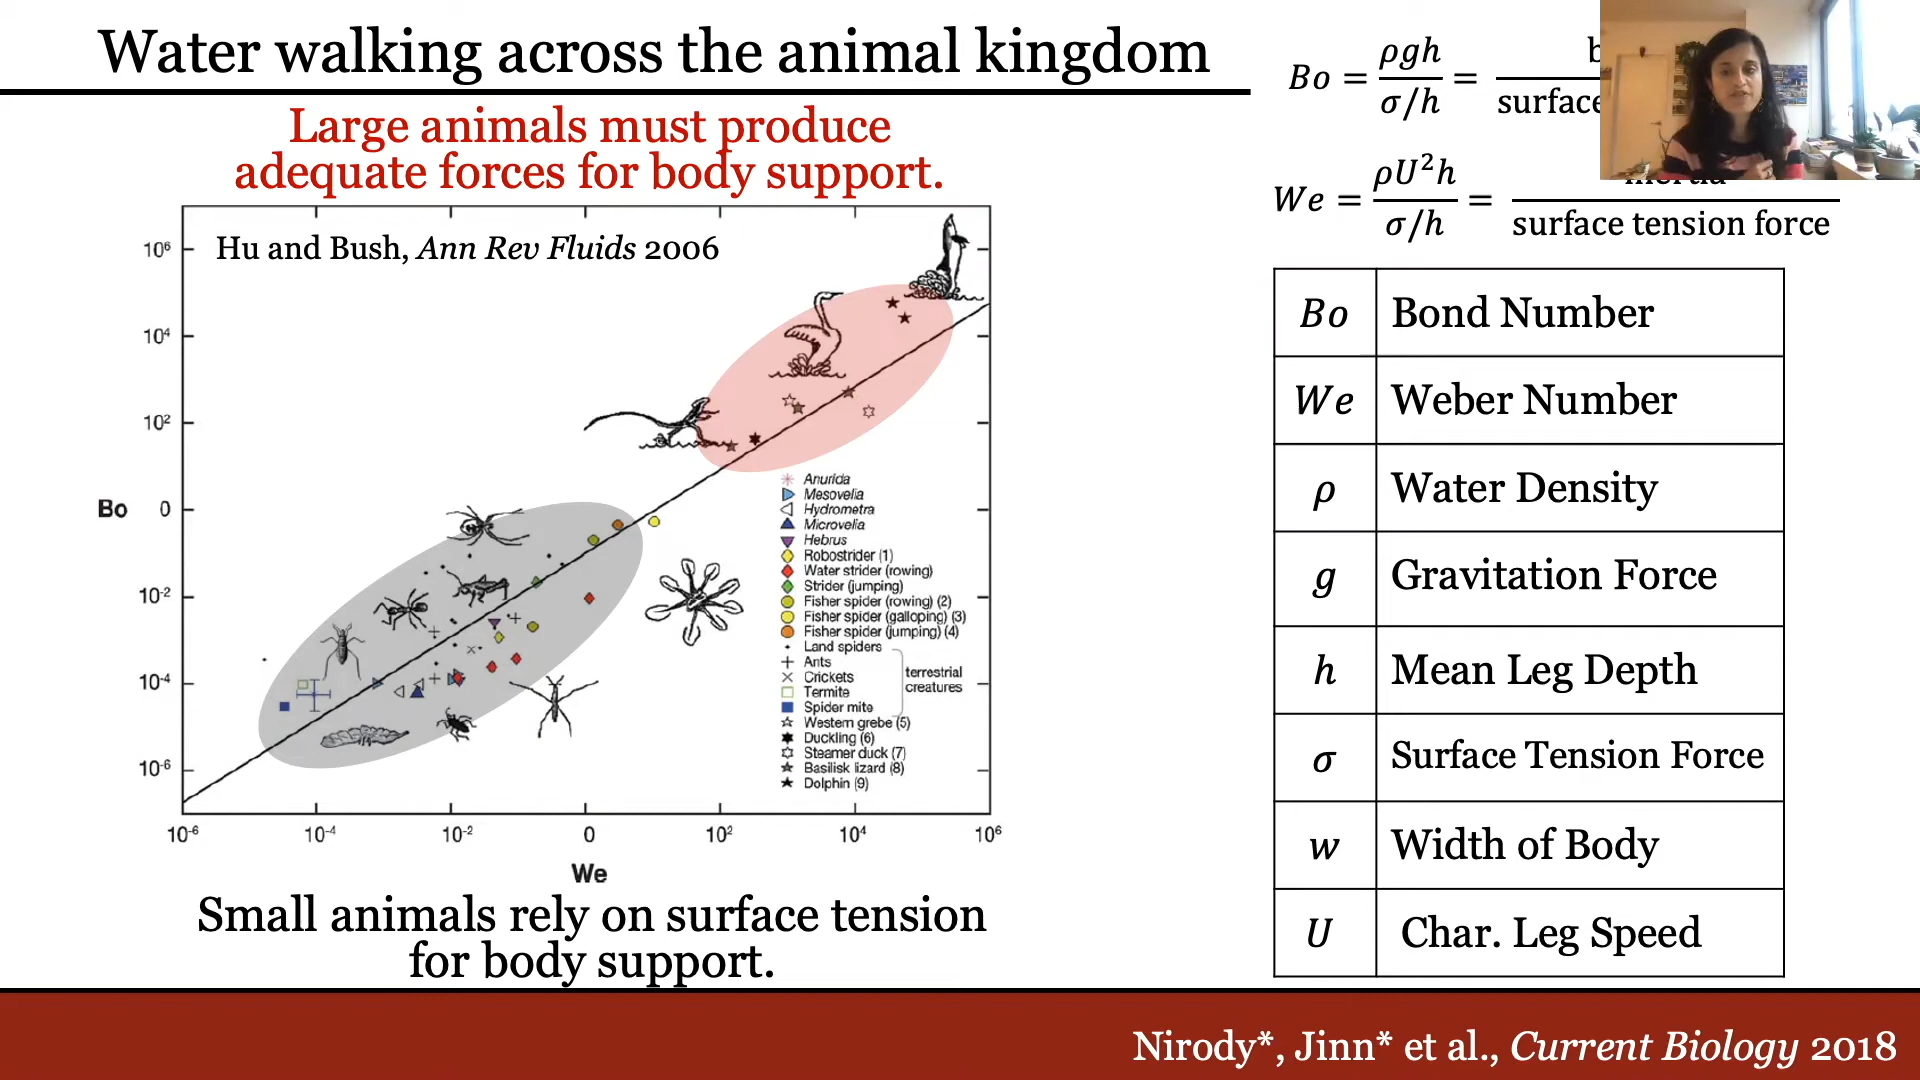 Water walking across the animal kingdom
Large animals must produce
adequate forces for body support.
Hu and Bush, Ann Rev Fluids 2006
10⁶
10⁴
10²
Bo
0
10⁻²
10⁻⁴
10⁻⁶
10⁻⁶ 10⁻⁴ 10⁻² 0 10² 10⁴ 10⁶
We
Anurida
Mesovelia
Hydrometra
Microvelia
Hebrus
Robostrider (1)
Water strider (rowing)
Strider (jumping)
Fisher spider (rowing) (2)
Fisher spider (galloping) (3)
Fisher spider (jumping) (4)
Land spiders
Ants
Crickets
Termite
Spider mite
terrestrial
creatures
Western grebe (5)
Duckling (6)
Steamer duck (7)
Basilisk lizard (8)
Dolphin (9)
Small animals rely on surface tension
for body support.
Bo = ρgh / σ/h = surface
We = ρU²h / σ/h = surface tension force
Bo Bond Number
We Weber Number
ρ Water Density
g Gravitation Force
h Mean Leg Depth
σ Surface Tension Force
w Width of Body
U Char. Leg Speed
Nirody*, Jinn* et al., Current Biology 2018